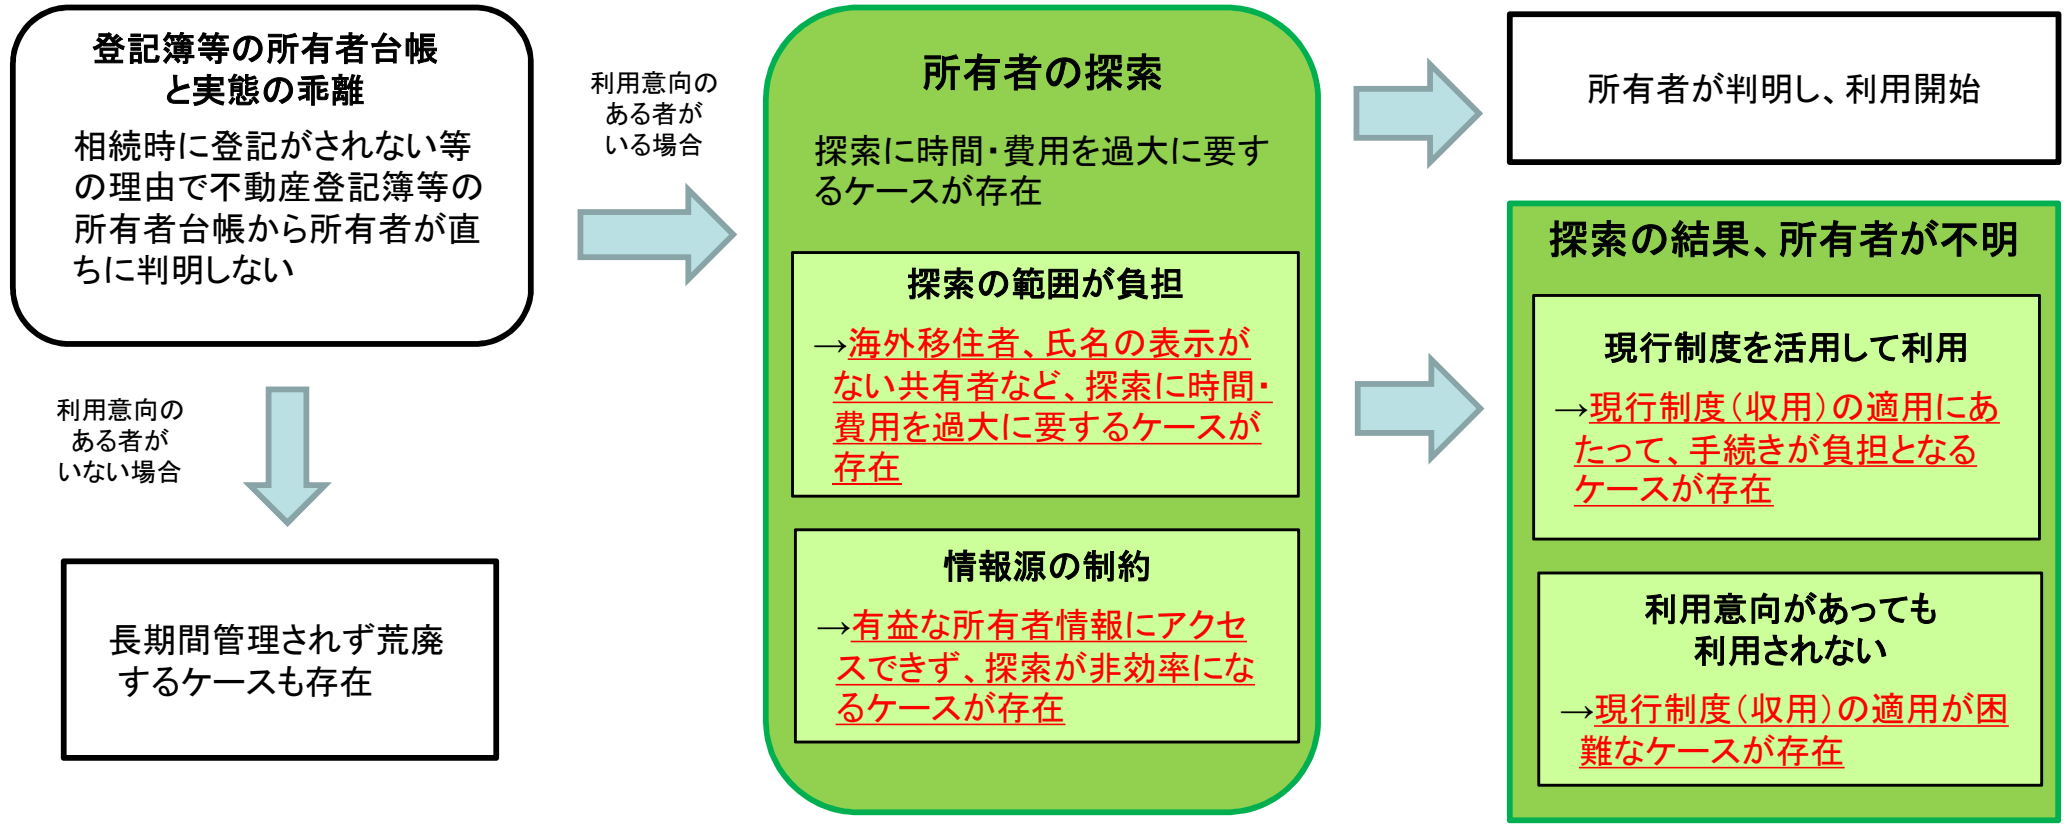 登記簿等の所有者台帳
と実態の乖離
相続時に登記がされない等
の理由で不動産登記簿等の
所有者台帳から所有者が直
ちに判明しない
利用意向の
ある者が
いない場合
長期間管理されず荒廃
するケースも存在
利用意向の
ある者が
いる場合
所有者の探索
探索に時間・費用を過大に要す
るケースが存在
探索の範囲が負担
→海外移住者、氏名の表示が
ない共有者など、探索に時間・
費用を過大に要するケースが
存在
情報源の制約
→有益な所有者情報にアクセ
スできず、探索が非効率にな
るケースが存在
所有者が判明し、利用開始
探索の結果、所有者が不明
現行制度を活用して利用
→現行制度(収用)の適用にあ
たって、手続きが負担となる
ケースが存在
利用意向があっても
利用されない
→現行制度(収用)の適用が困
難なケースが存在